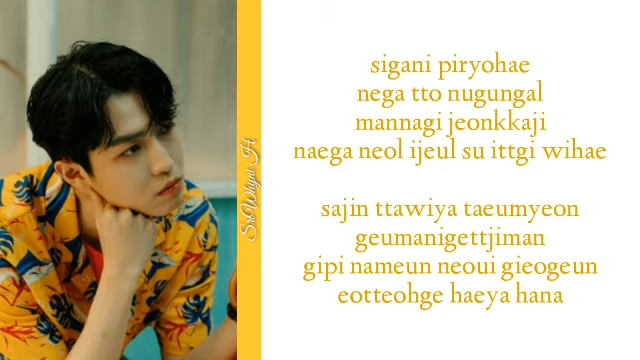 sigani piryohae
nega tto nugungal
mannagi jeonkkaji
naega neol ijeul su ittgi wihae
sajin ttawiya taeumyeon
geumanigettjiman
gipi nameun neoui gieogeun
eotteohge haeya hana